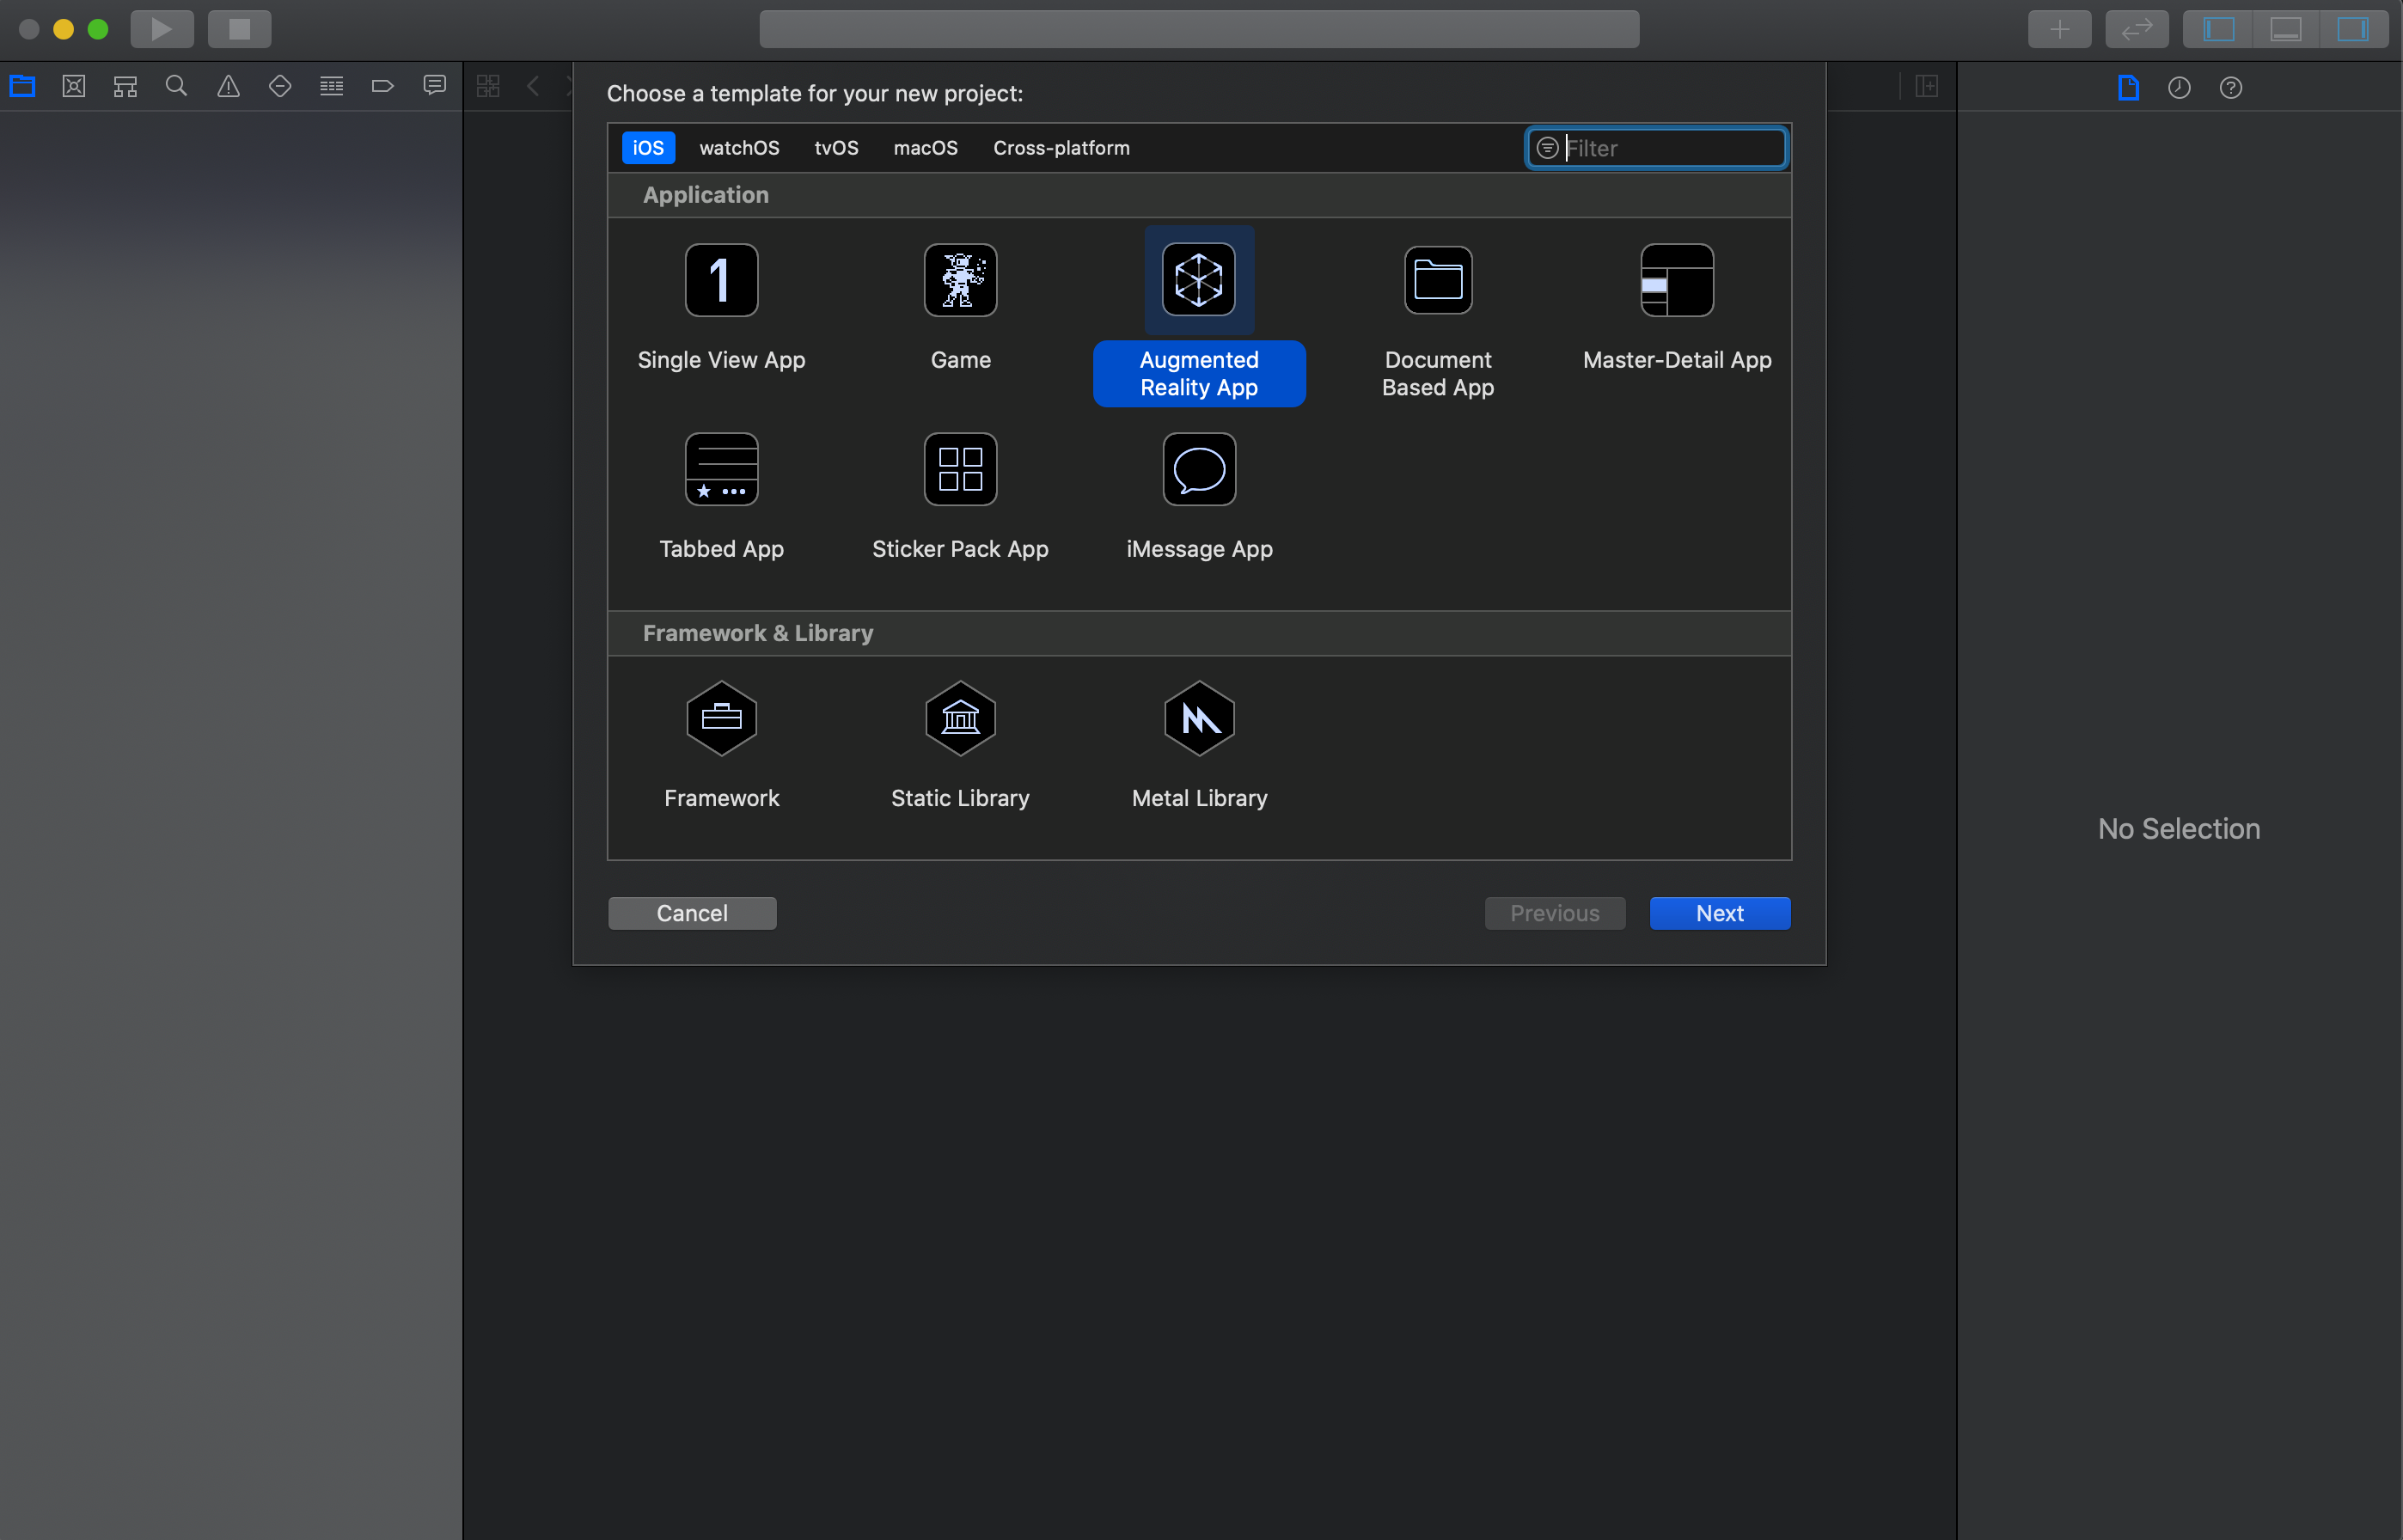 Choose a template for your new project:
iOS watchOS tvOS macOS Cross-platform Filter
Application
1
Single View App Game Augmented Reality App Document Based App Master-Detail App
Tabbed App Sticker Pack App iMessage App
Framework & Library
Framework Static Library Metal Library
No Selection
Cancel Previous Next